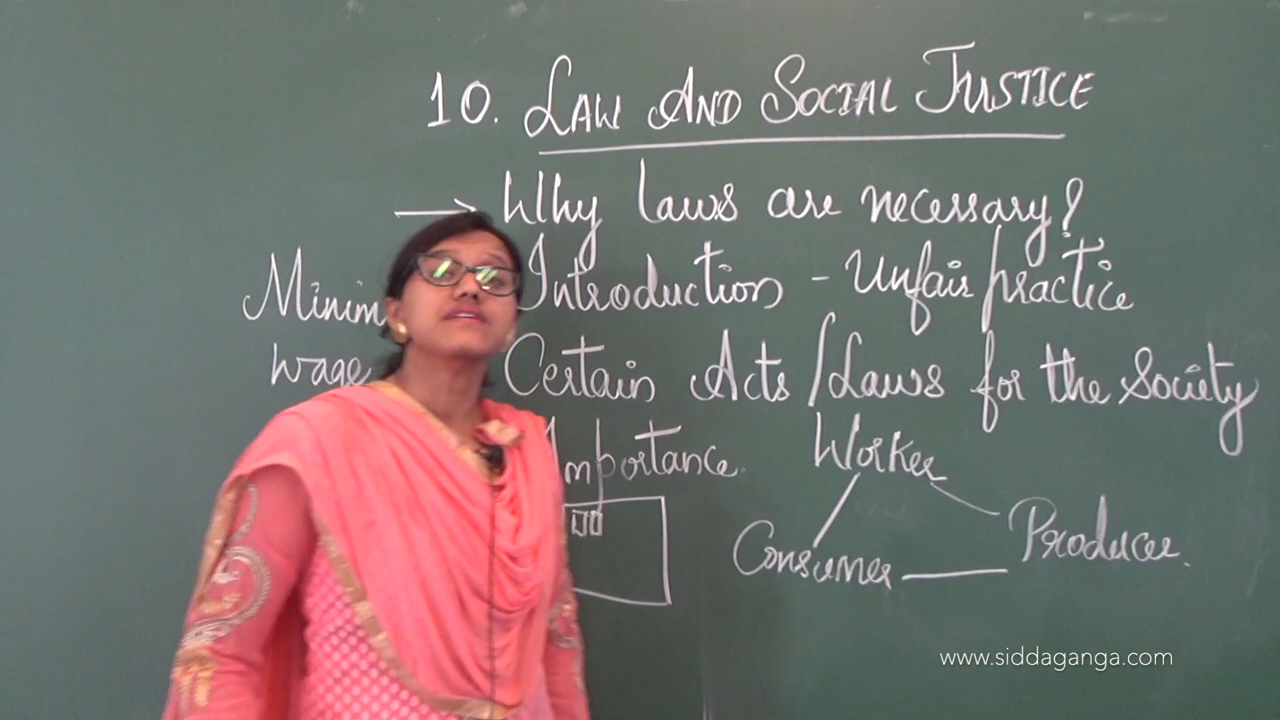 10. LAW AND SOCIAL JUSTICE
Why laws are necessary?
Introduction - Unfair practice
Minim
wage
Certain Acts / Laws for the Society
Importance.
Worker
Consumer
Producer.
www.siddaganga.com